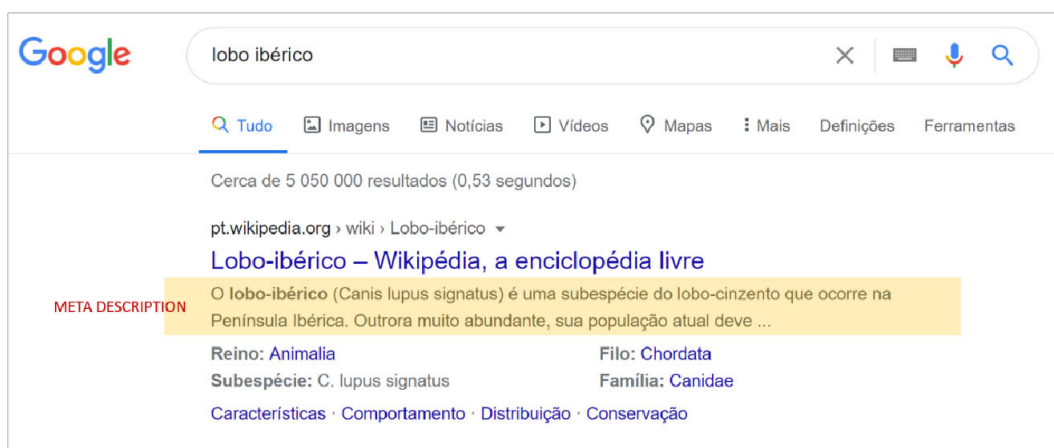 Google
lobo ibérico
Tudo Imagens Notícias Vídeos Mapas Mais Definições Ferramentas
Cerca de 5 050 000 resultados (0,53 segundos)
pt.wikipedia.org › wiki › Lobo-ibérico
Lobo-ibérico – Wikipédia, a enciclopédia livre
META DESCRIPTION
O lobo-ibérico (Canis lupus signatus) é uma subespécie do lobo-cinzento que ocorre na
Península Ibérica. Outrora muito abundante, sua população atual deve ...
Reino: Animalia Filo: Chordata
Subespécie: C. lupus signatus Família: Canidae
Características · Comportamento · Distribuição · Conservação